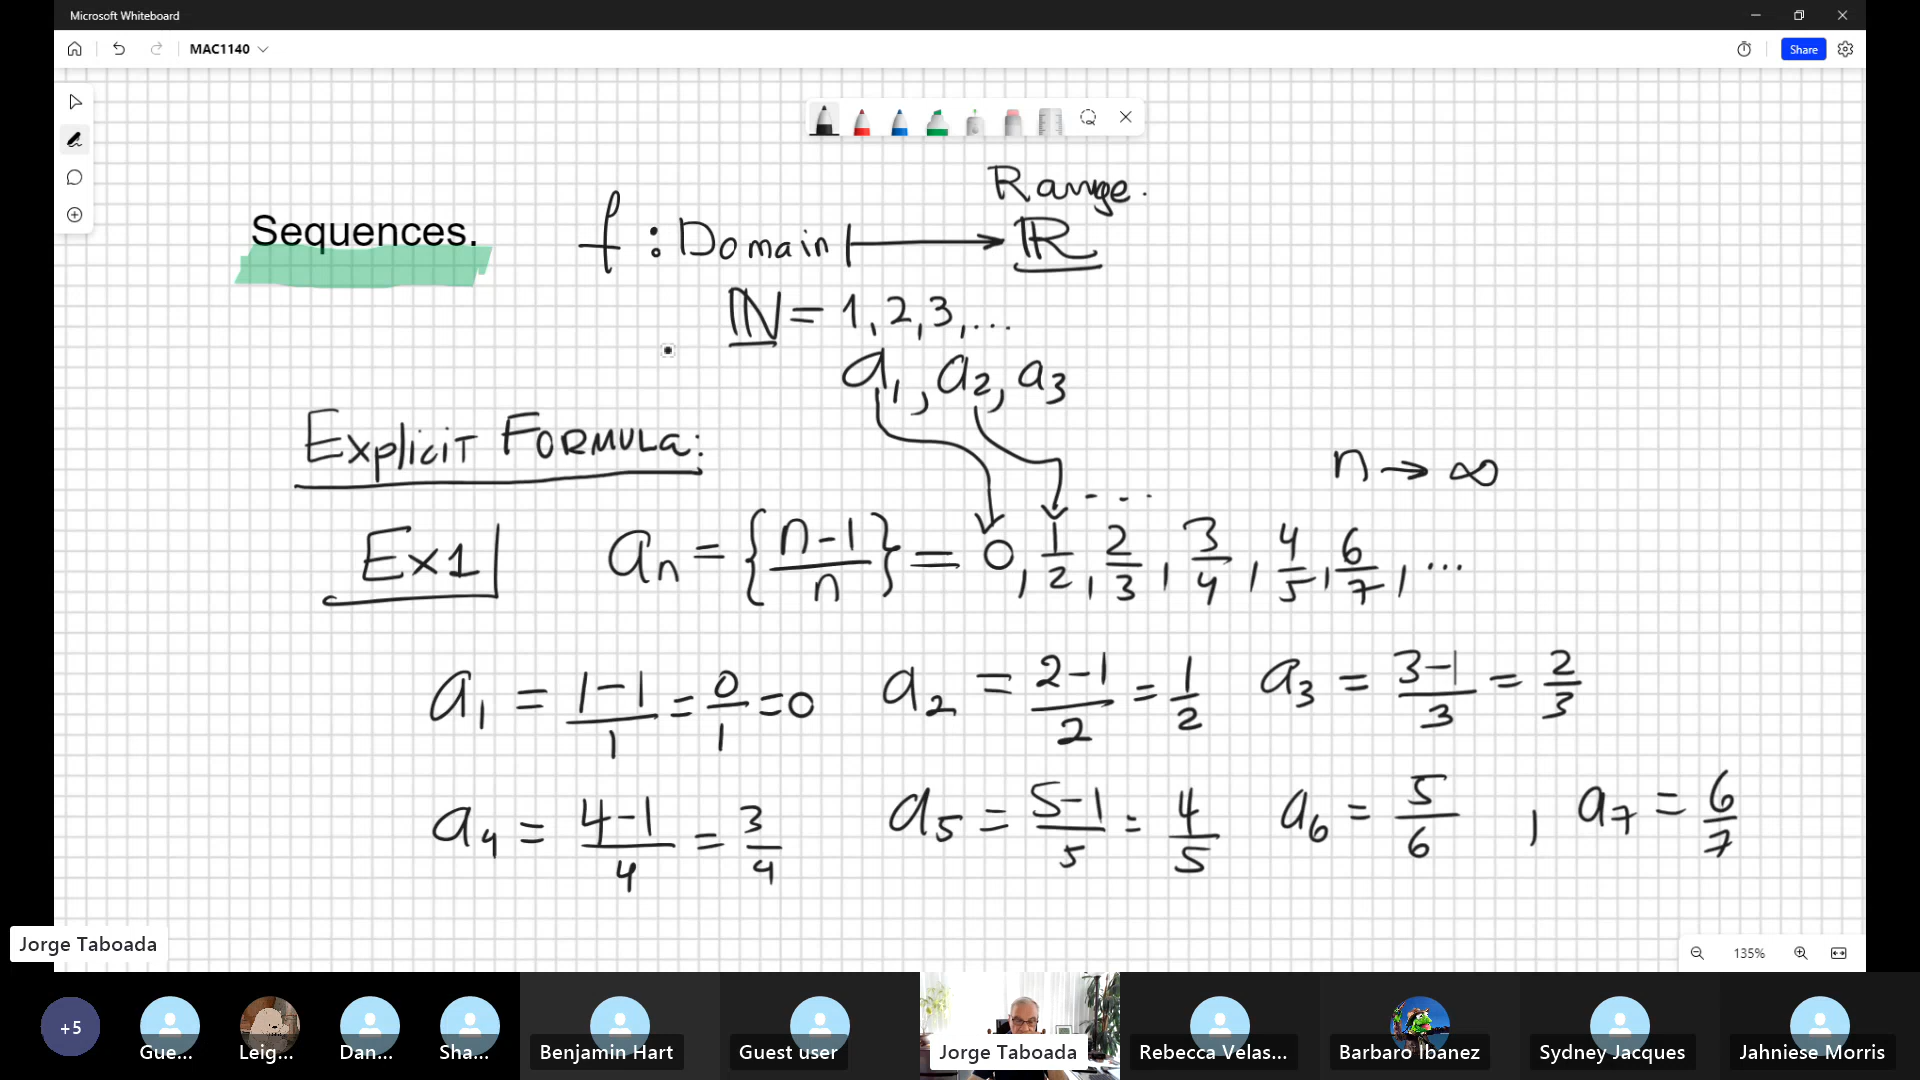 Microsoft Whiteboard
MAC1140
Share
Range.
Sequences. f : Domain ⟼ ℝ
ℕ = 1, 2, 3, ...
a₁, a₂, a₃
Explicit Formula:
n → ∞
...
Ex1 aₙ = {(n-1)/n} = 0, 1/2, 2/3, 3/4, 4/5, 6/7, ...
a₁ = (1-1)/1 = 0/1 = 0 a₂ = (2-1)/2 = 1/2 a₃ = (3-1)/3 = 2/3
a₄ = (4-1)/4 = 3/4 a₅ = (5-1)/5 = 4/5 a₆ = 5/6 , a₇ = 6/7
Jorge Taboada
135%
+5
Gue...
Leig...
Dan...
Sha...
Benjamin Hart
Guest user
Jorge Taboada
Rebecca Velas...
Barbaro Ibanez
Sydney Jacques
Jahniese Morris